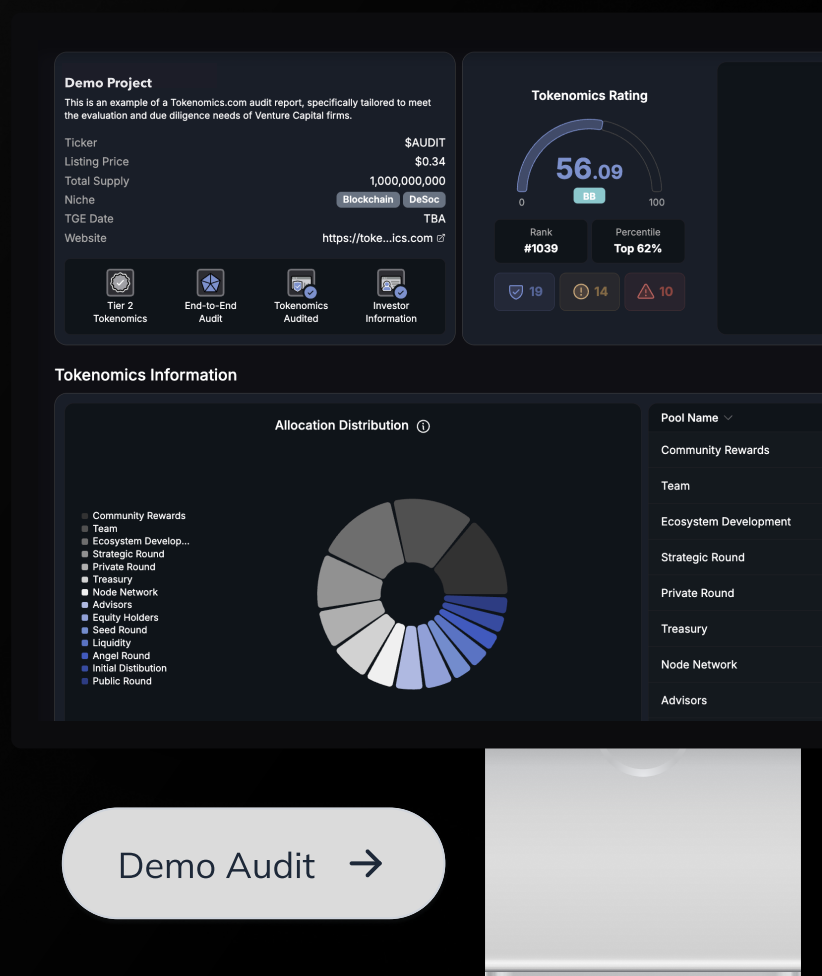 Demo Project
This is an example of a Tokenomics.com audit report, specifically tailored to meet
the evaluation and due diligence needs of Venture Capital firms.
Ticker $AUDIT
Listing Price $0.34
Total Supply 1,000,000,000
Niche Blockchain DeSoc
TGE Date TBA
Website https://toke...ics.com
Tier 2
Tokenomics
End-to-End
Audit
Tokenomics
Audited
Investor
Information
Tokenomics Rating
56.09
BB
0 100
Rank
#1039
Percentile
Top 62%
19 14 10
Tokenomics Information
Allocation Distribution
Community Rewards
Team
Ecosystem Develop...
Strategic Round
Private Round
Treasury
Node Network
Advisors
Equity Holders
Seed Round
Liquidity
Angel Round
Initial Distibution
Public Round
Pool Name
Community Rewards
Team
Ecosystem Development
Strategic Round
Private Round
Treasury
Node Network
Advisors
Demo Audit